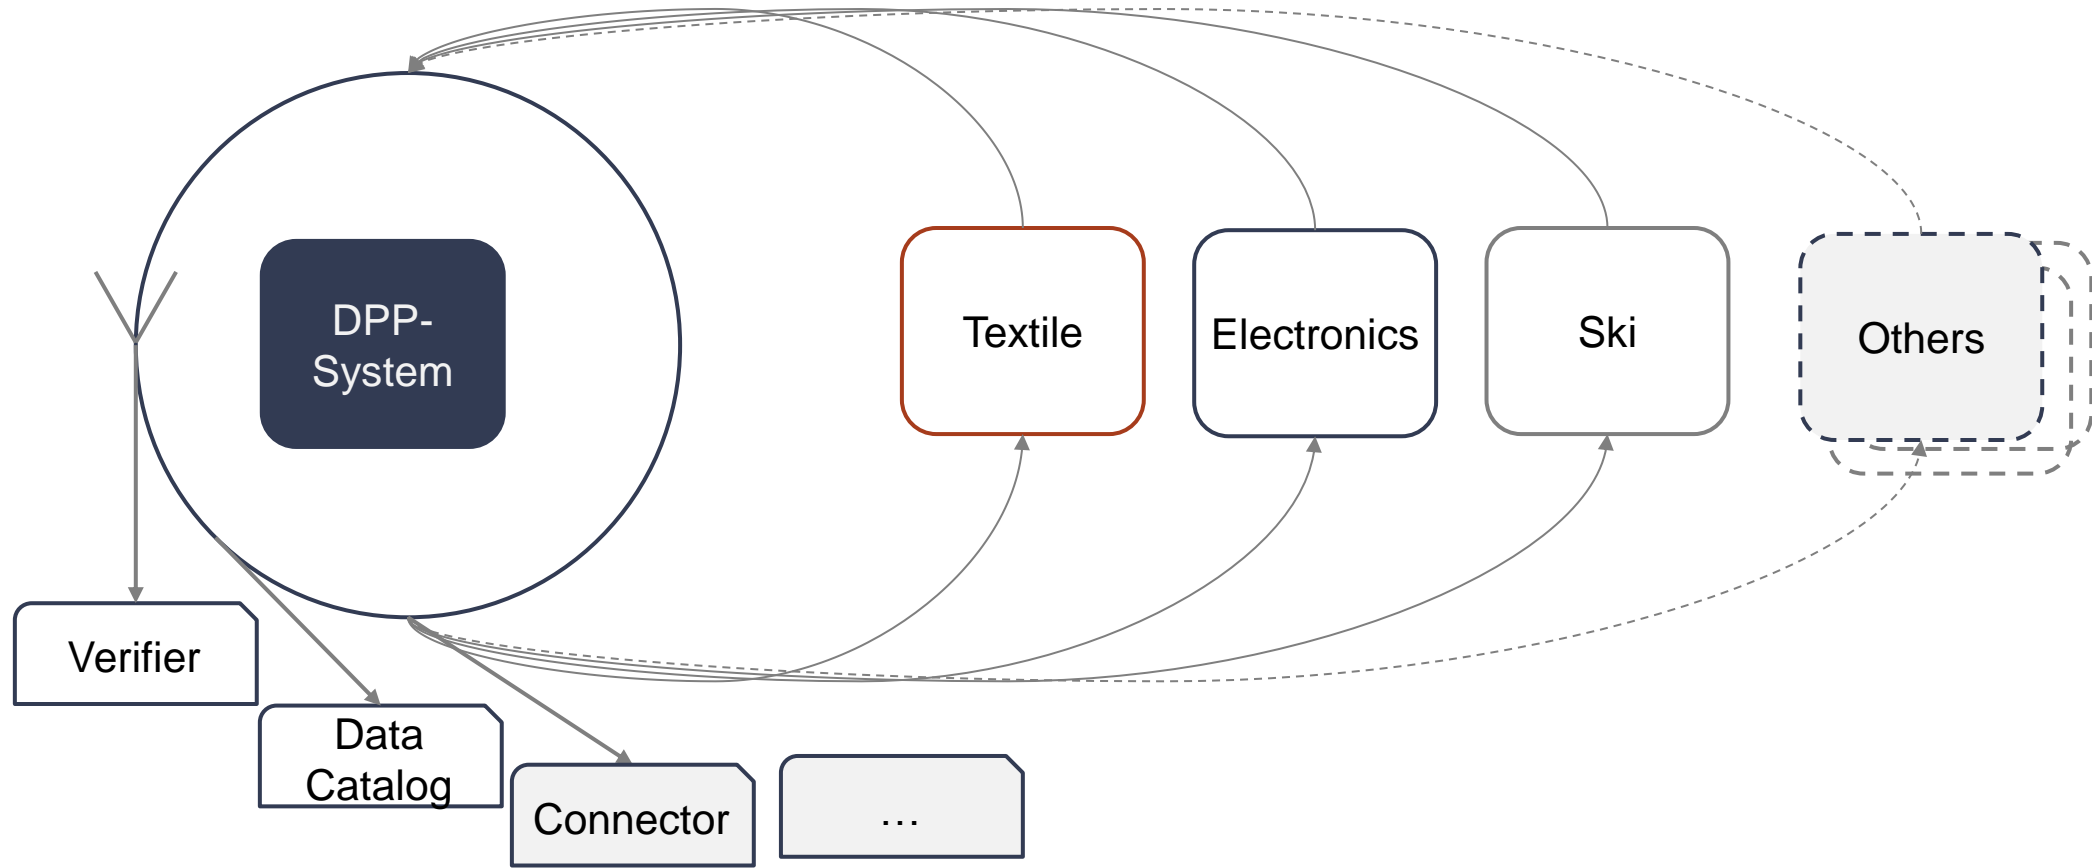 DPP-
System
Textile
Electronics
Ski
Others
Verifier
Data
Catalog
Connector
…